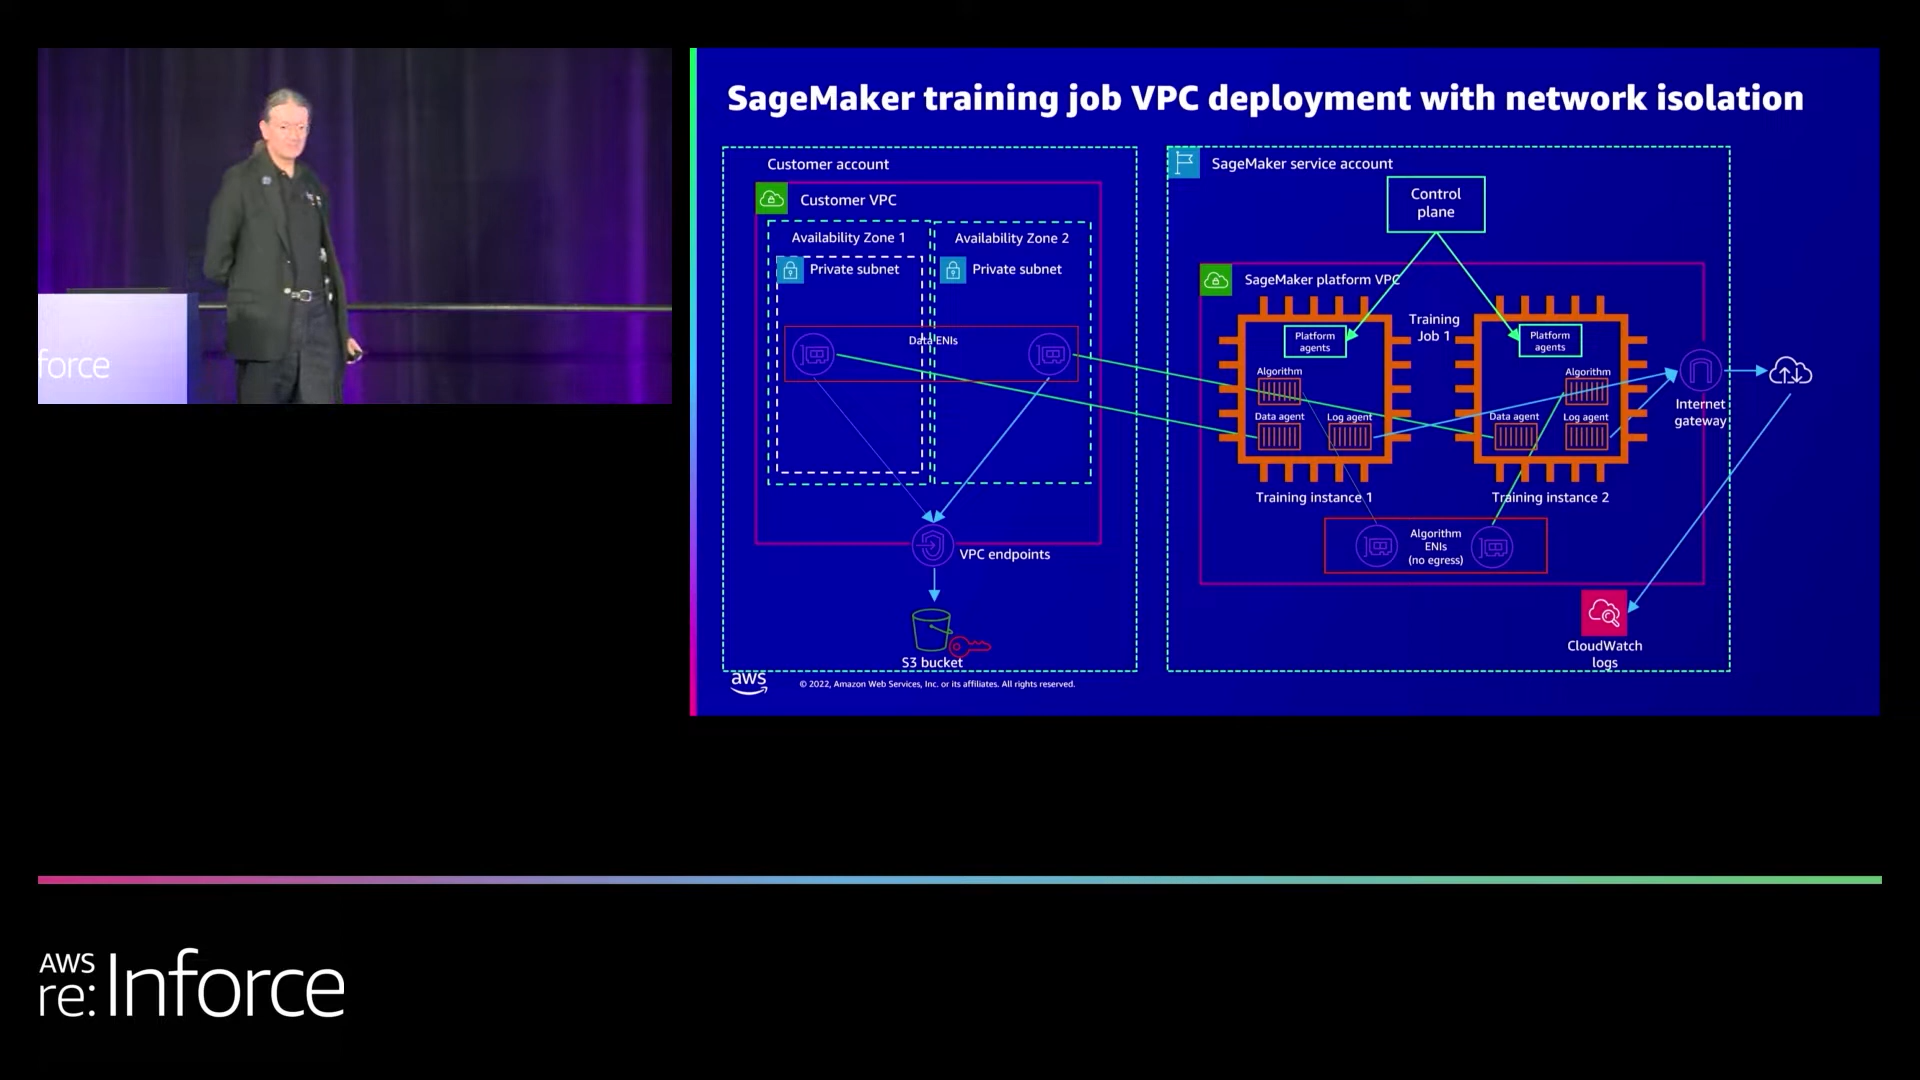 force
SageMaker training job VPC deployment with network isolation
Customer account
Customer VPC
Availability Zone 1
Availability Zone 2
Private subnet
Private subnet
Data ENIs
VPC endpoints
S3 bucket
SageMaker service account
Control
plane
SageMaker platform VPC
Training
Job 1
Platform
agents
Algorithm
Data agent
Log agent
Training instance 1
Platform
agents
Algorithm
Data agent
Log agent
Training instance 2
Internet
gateway
Algorithm
ENIs
(no egress)
CloudWatch
logs
aws
© 2022, Amazon Web Services, Inc. or its affiliates. All rights reserved.
AWS
re:Inforce